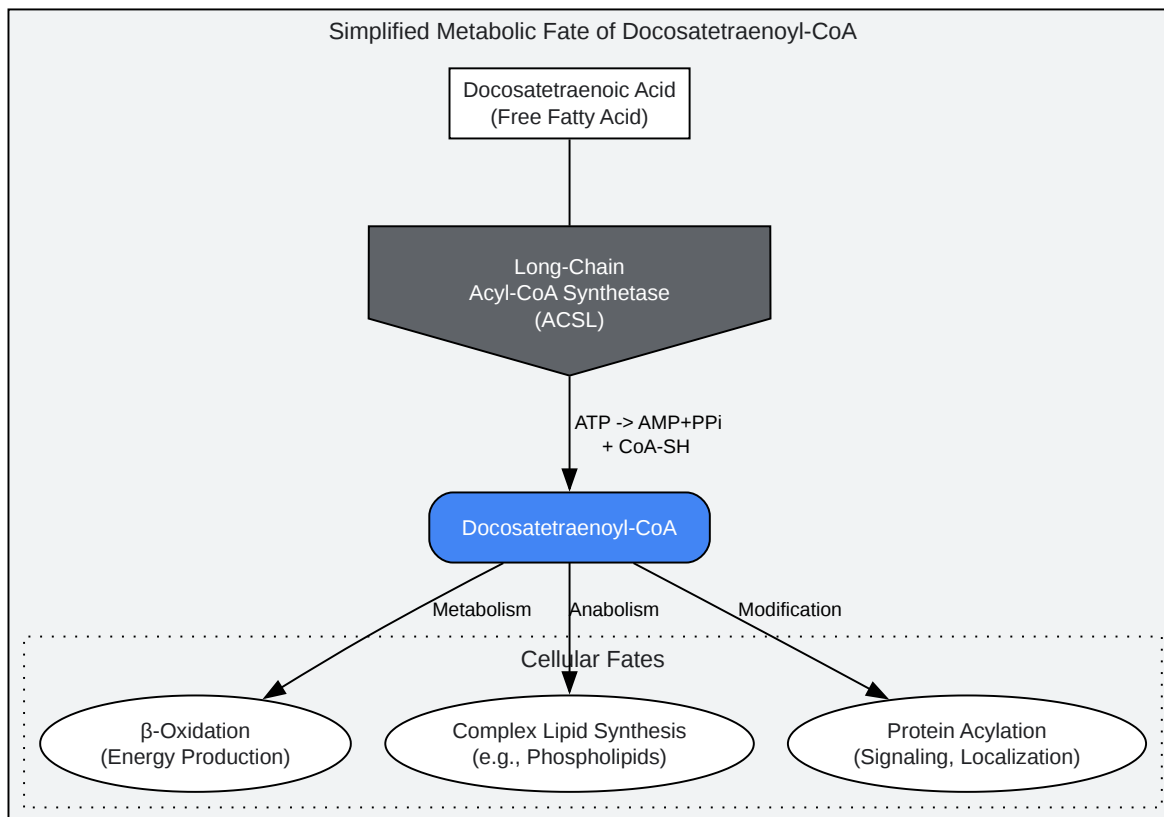 Simplified Metabolic Fate of Docosatetraenoyl-CoA
Docosatetraenoic Acid
(Free Fatty Acid)
Long-Chain
Acyl-CoA Synthetase
(ACSL)
ATP -> AMP+PPi
+ CoA-SH
Docosatetraenoyl-CoA
Metabolism
Anabolism
Modification
Cellular Fates
β-Oxidation
(Energy Production)
Complex Lipid Synthesis
(e.g., Phospholipids)
Protein Acylation
(Signaling, Localization)